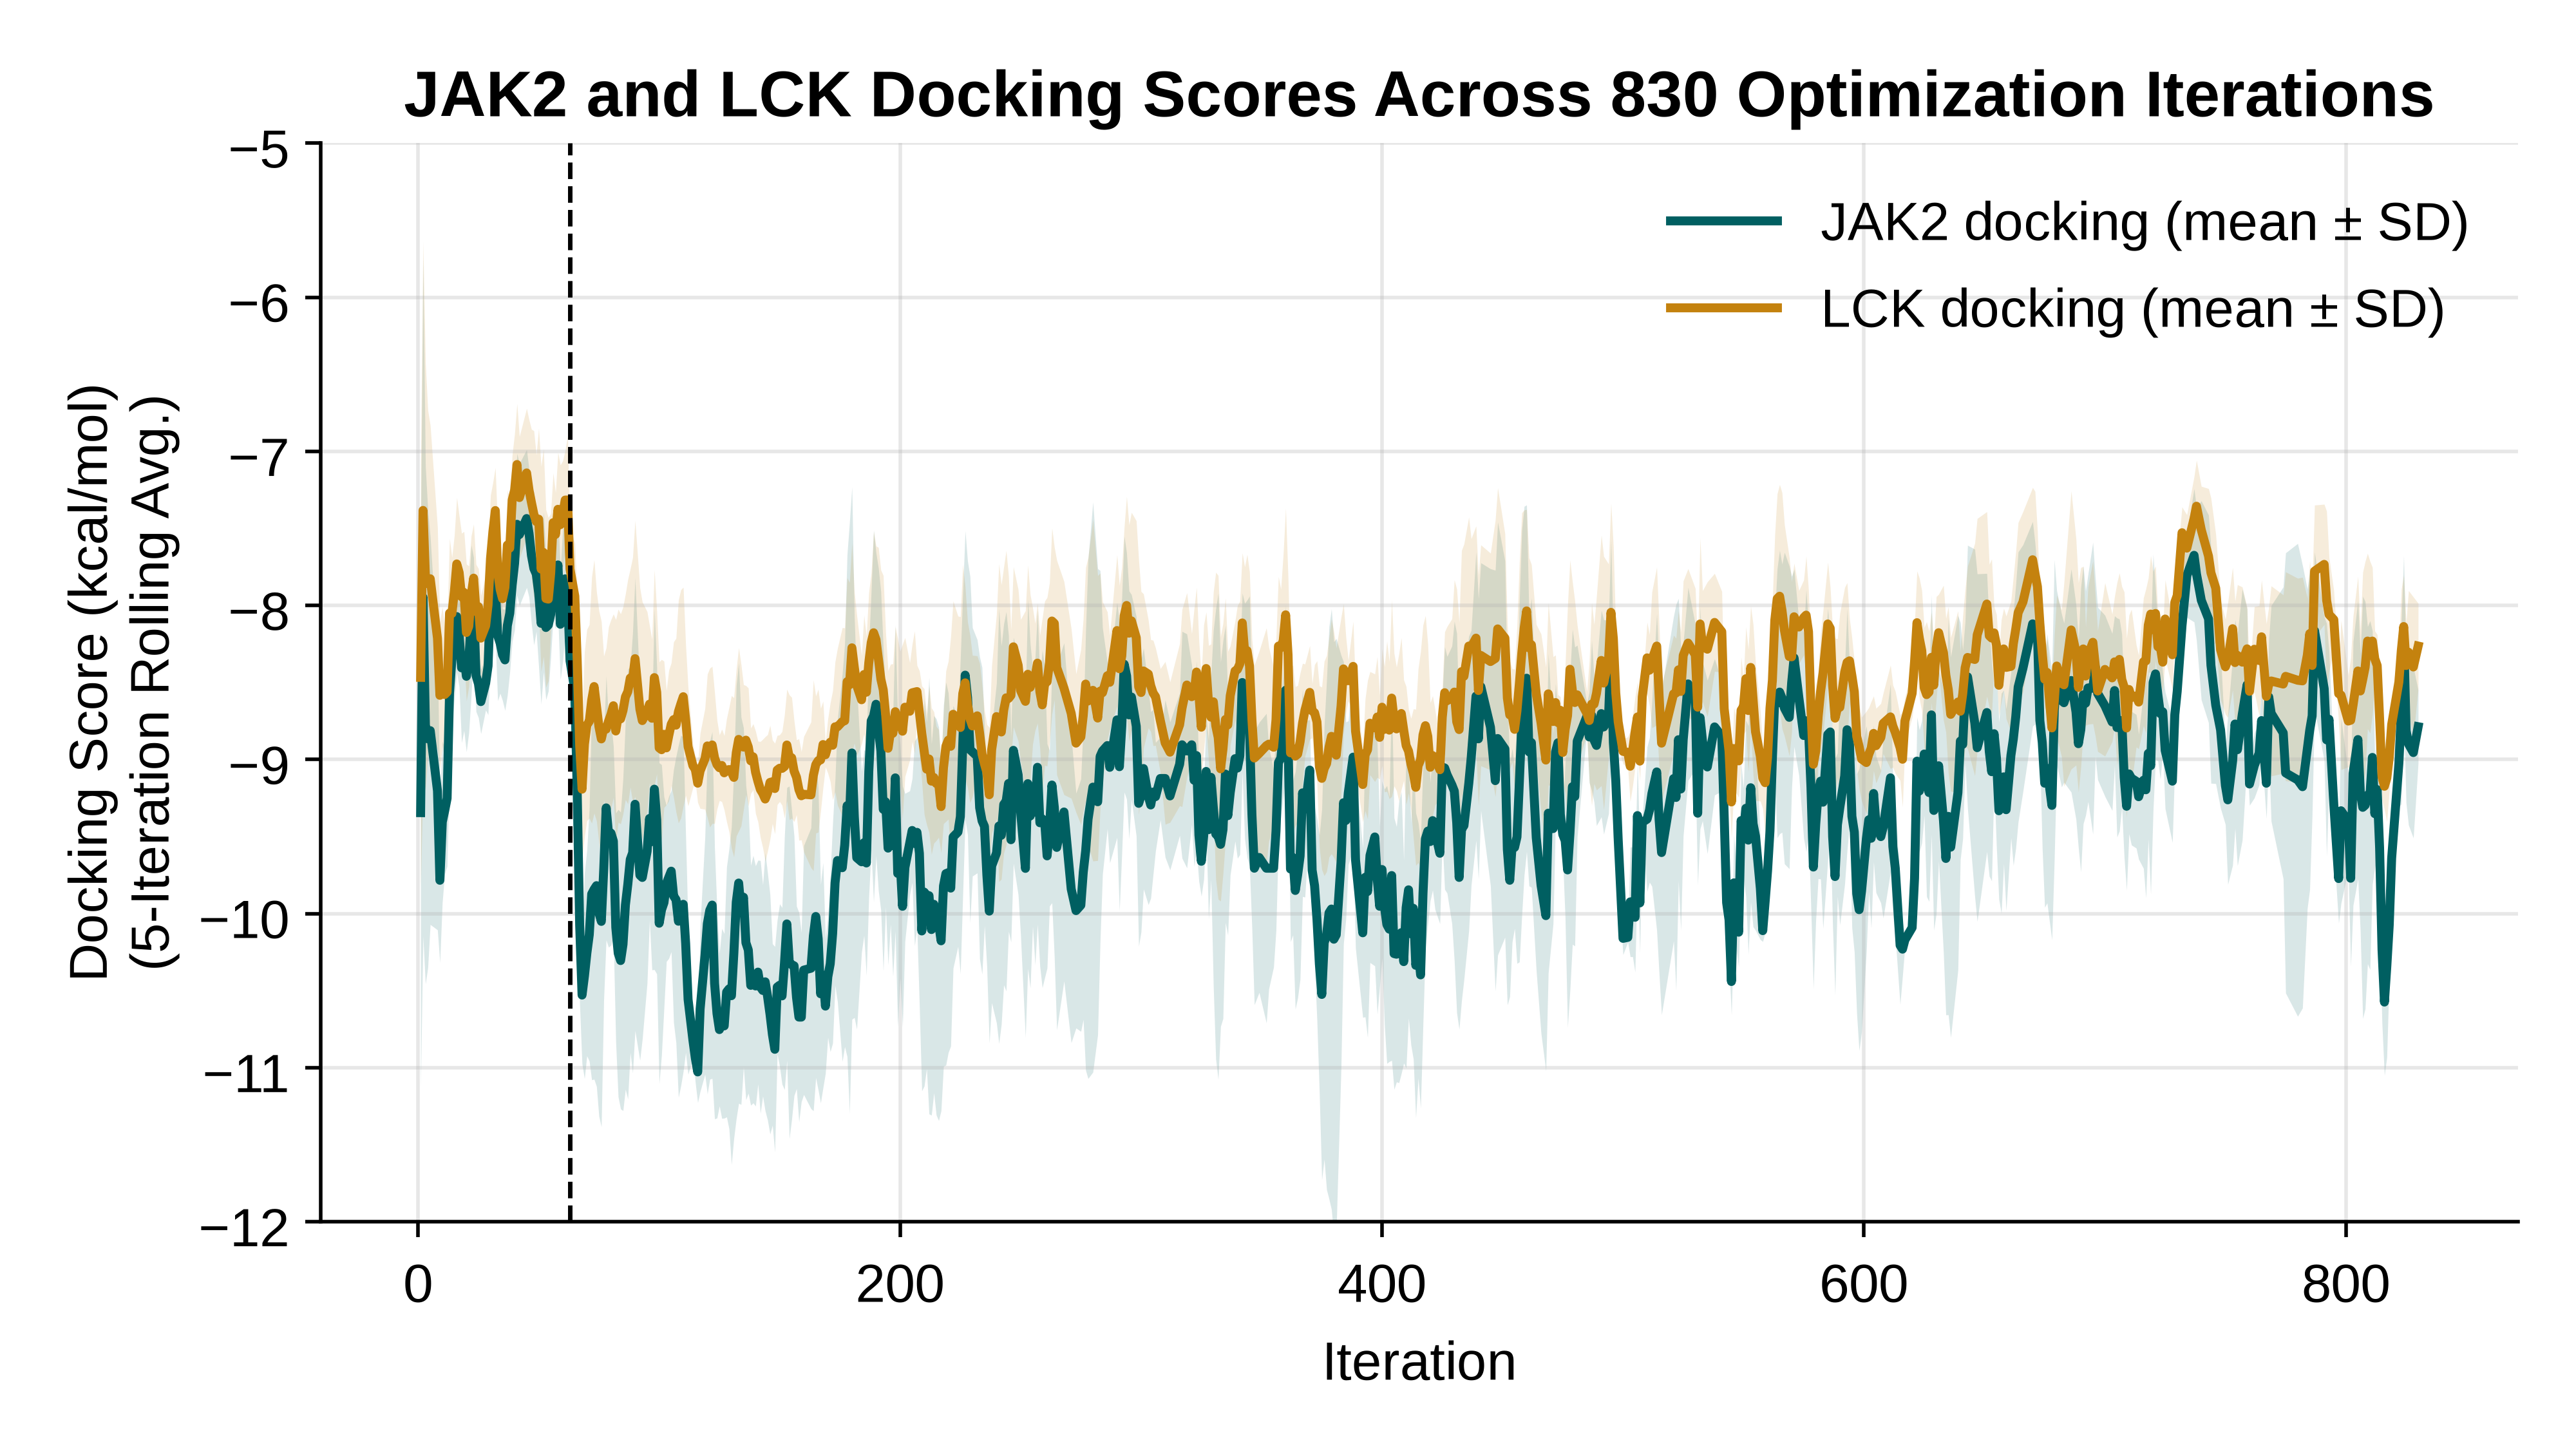 JAK2 and LCK Docking Scores Across 830 Optimization Iterations
Docking Score (kcal/mol)
(5-Iteration Rolling Avg.)
−5
−6
−7
−8
−9
−10
−11
−12
JAK2 docking (mean ± SD)
LCK docking (mean ± SD)
0
200
400
600
800
Iteration